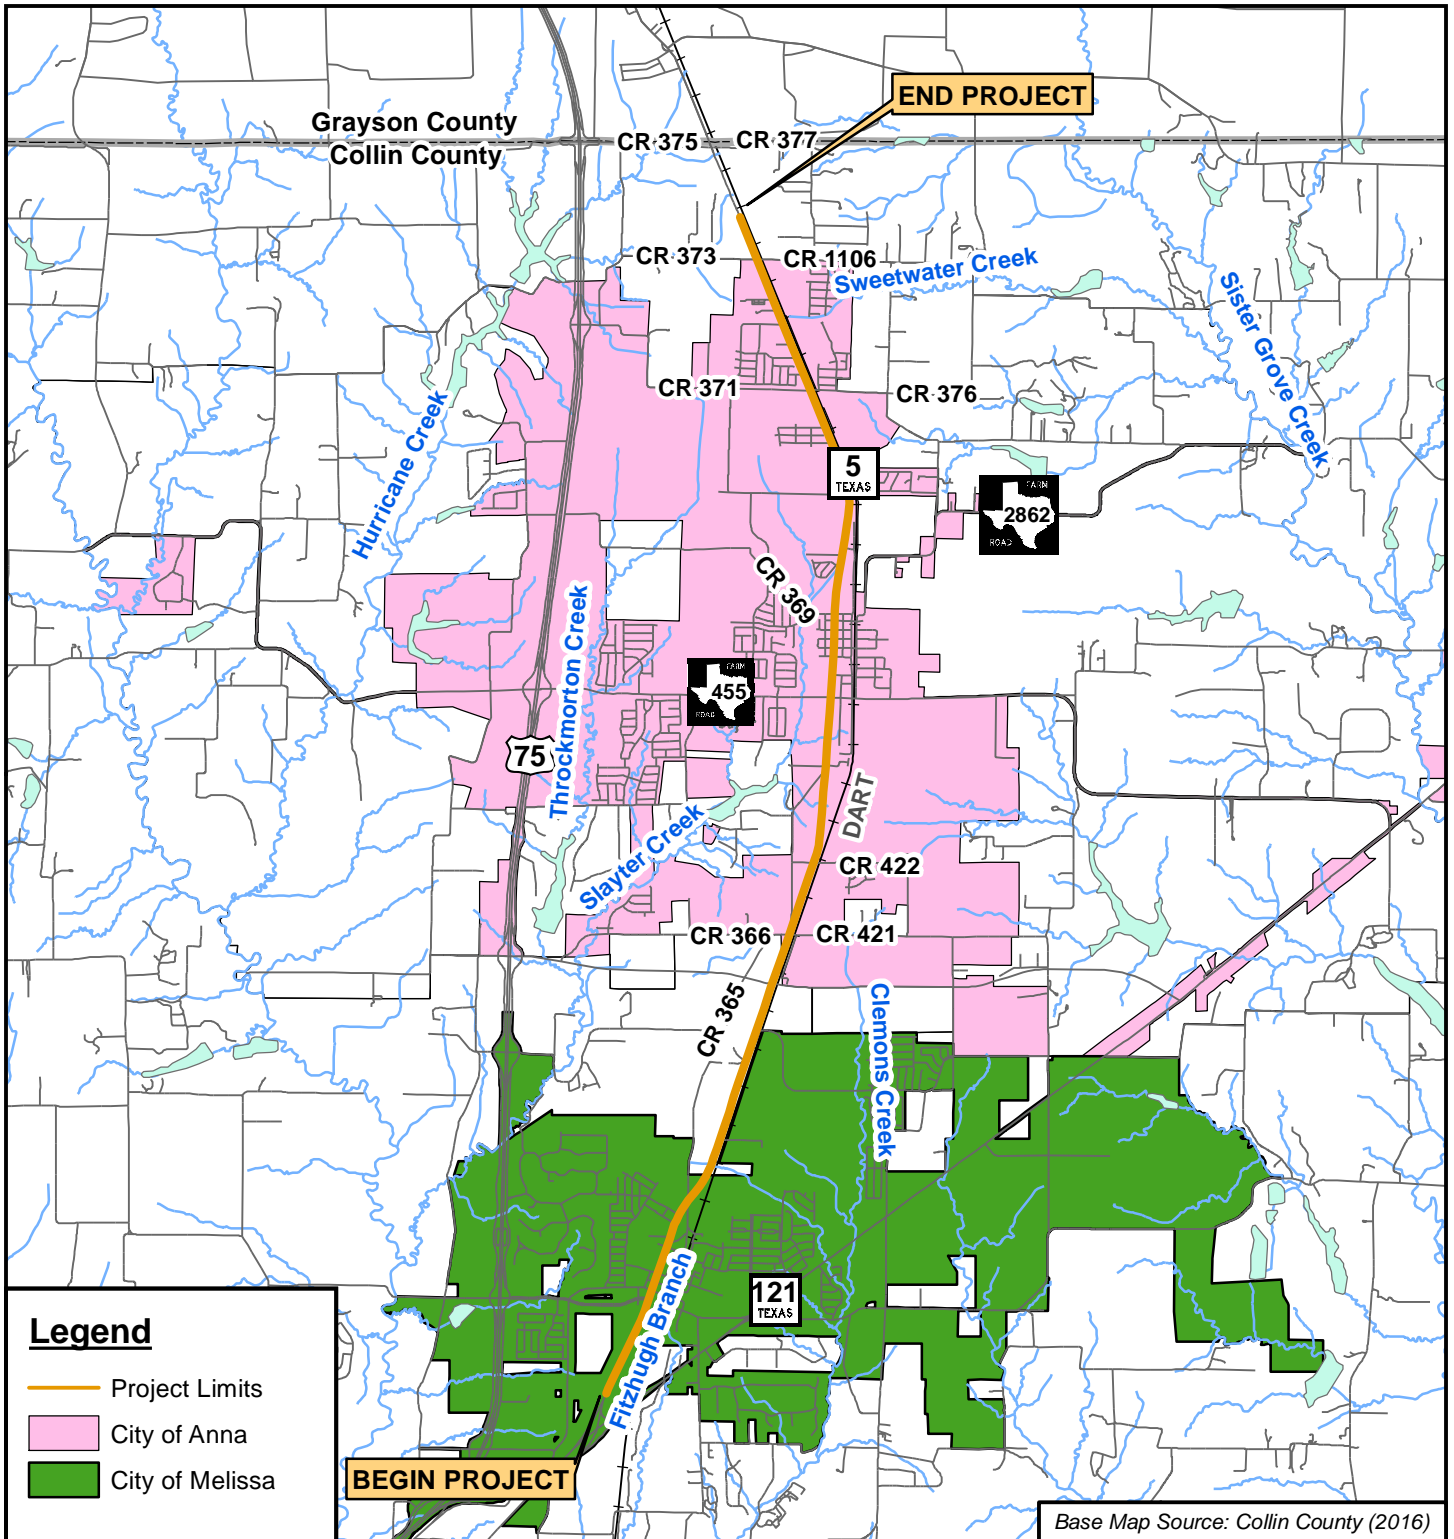 END PROJECT
Grayson County
Collin County
CR 375
CR 377
CR 373
CR 1106
Sweetwater Creek
Sister Grove Creek
CR 371
CR 376
Hurricane Creek
5
TEXAS
FARM
2862
ROAD
CR 369
Throckmorton Creek
FARM
455
ROAD
75
DART
Slayter Creek
CR 422
CR 366
CR 421
CR 365
Clemons Creek
121
TEXAS
Fitzhugh Branch
Legend
Project Limits
City of Anna
City of Melissa
BEGIN PROJECT
Base Map Source: Collin County (2016)